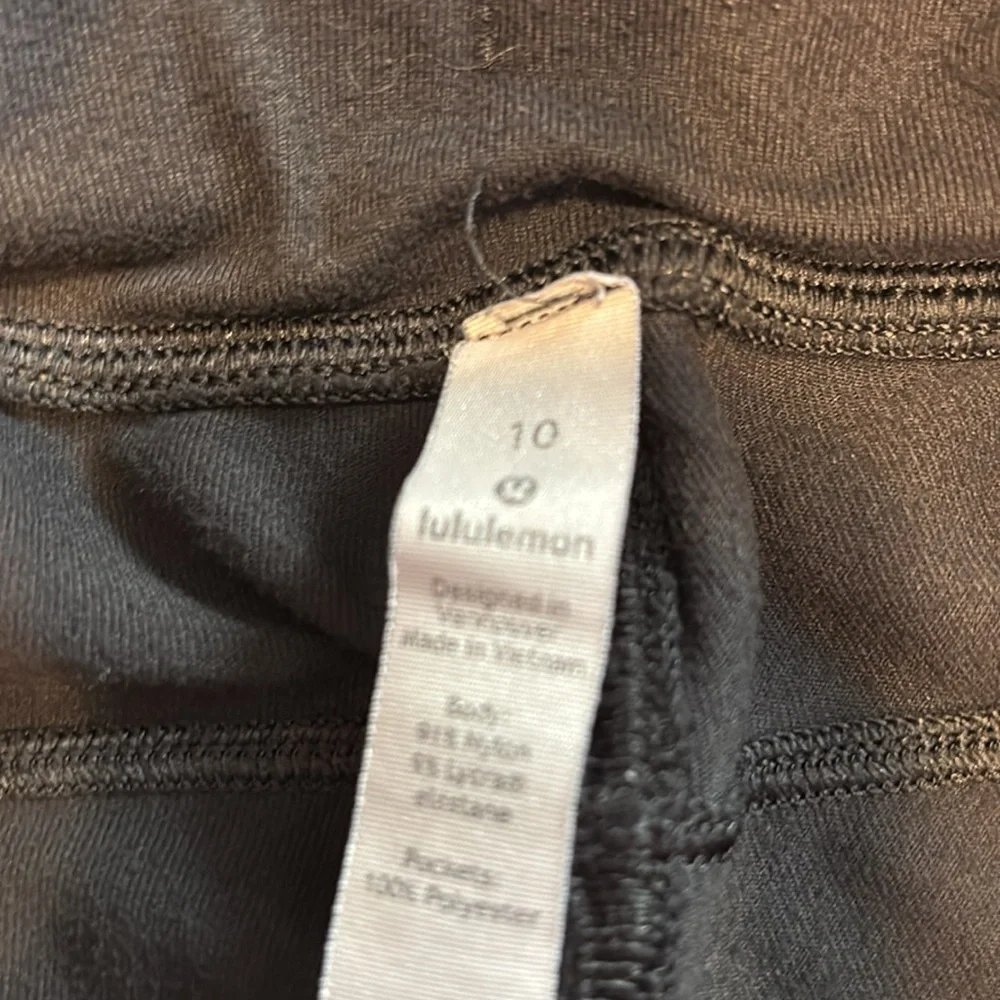 10
lululemon
Designed in
Vancouver
Made in Vietnam
Body:
91% Nylon
9% Lycra®
elastane
Pockets:
100% Polyester